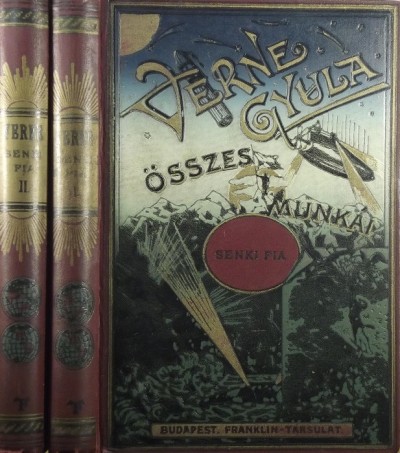 VERNE
SENKI
FIA
II.
VERNE
SENKI
FIA
I.
VERNE
GYULA
ÖSSZES
MUNKÁI
SENKI FIA
BUDAPEST, FRANKLIN-TÁRSULAT.